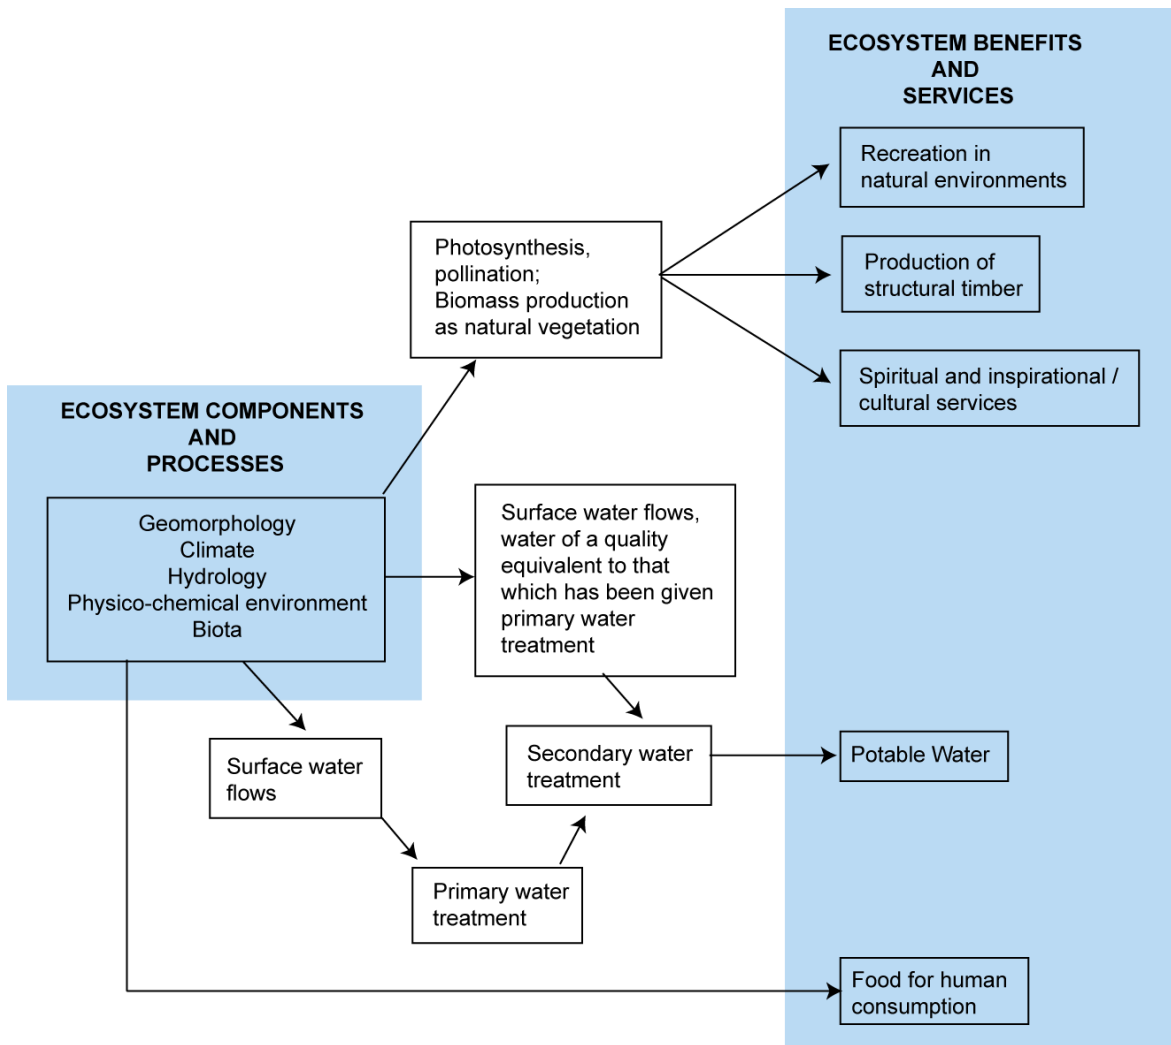 ECOSYSTEM BENEFITS
AND
SERVICES
Recreation in
natural environments
Photosynthesis,
pollination;
Biomass production
as natural vegetation
Production of
structural timber
Spiritual and inspirational /
cultural services
ECOSYSTEM COMPONENTS
AND
PROCESSES
Geomorphology
Climate
Hydrology
Physico-chemical environment
Biota
Surface water flows,
water of a quality
equivalent to that
which has been given
primary water
treatment
Surface water
flows
Secondary water
treatment
Potable Water
Primary water
treatment
Food for human
consumption